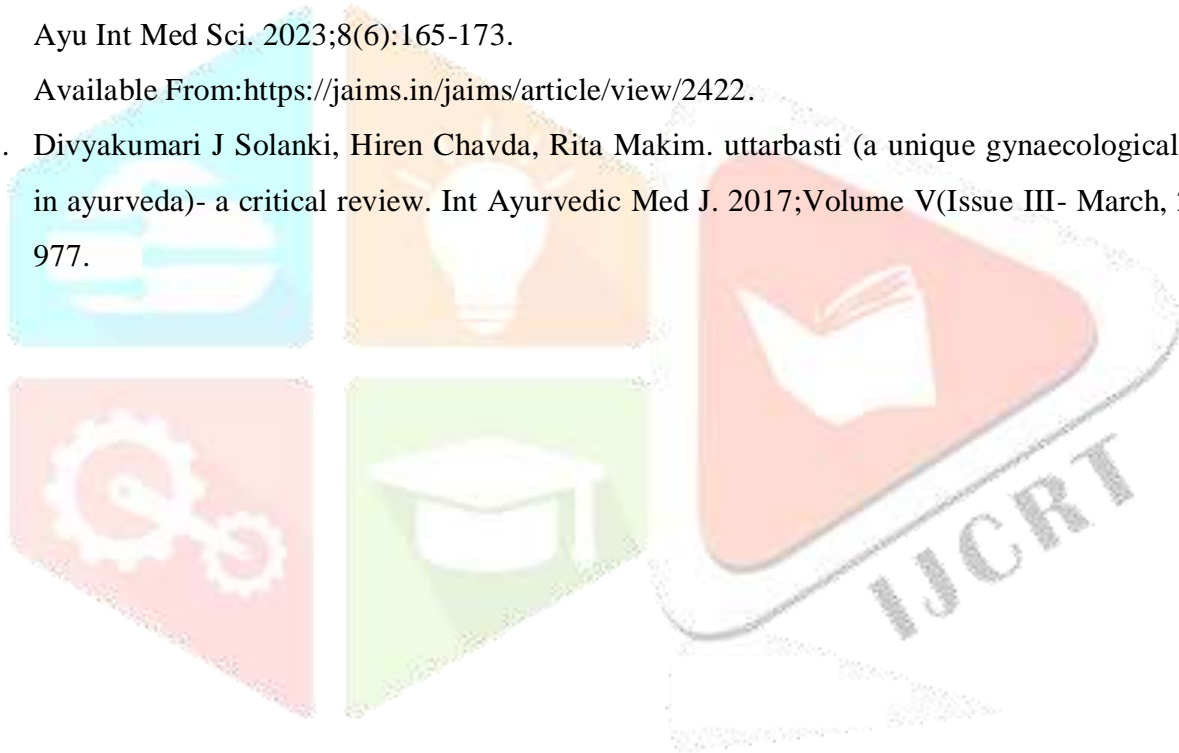 Ayu Int Med Sci. 2023;8(6):165-173.
Available From:https://jaims.in/jaims/article/view/2422.
. Divyakumari J Solanki, Hiren Chavda, Rita Makim. uttarbasti (a unique gynaecological
in ayurveda)- a critical review. Int Ayurvedic Med J. 2017;Volume V(Issue III- March,
977.
IJCRT